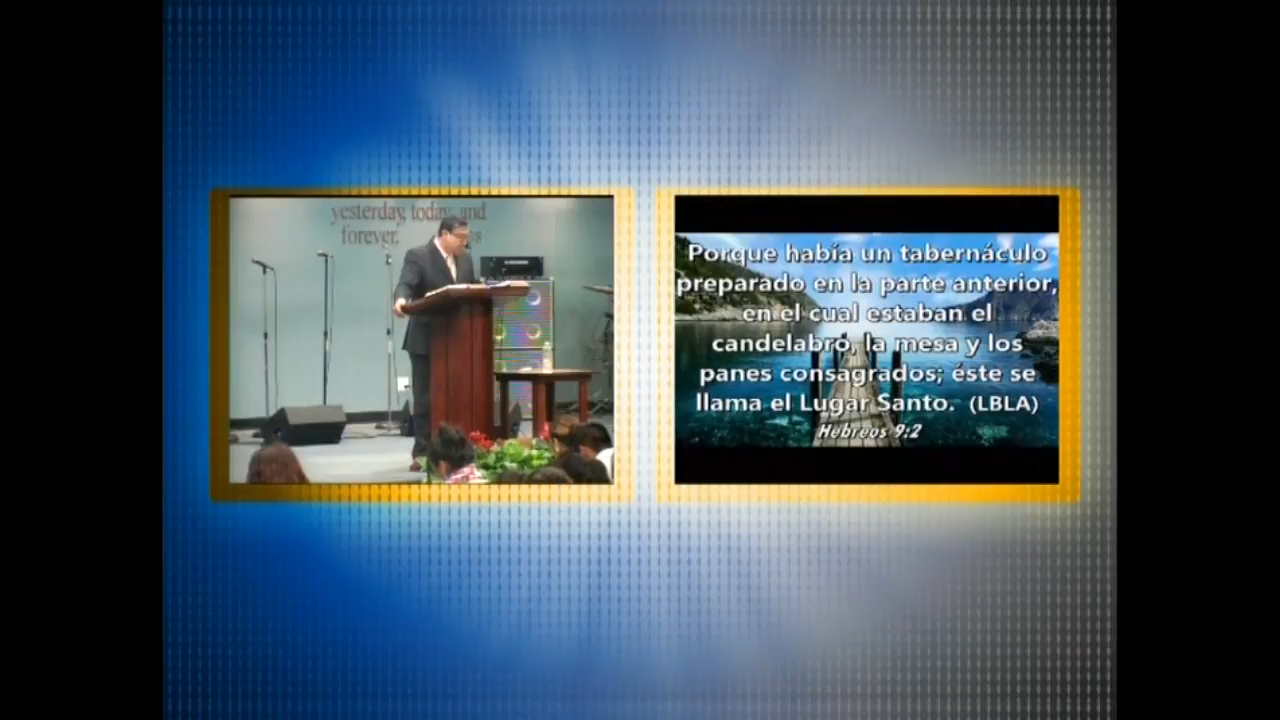 yesterday, today, and
forever.
Porque había un tabernáculo
preparado en la parte anterior,
en el cual estaban el
candelabro, la mesa y los
panes consagrados; éste se
llama el Lugar Santo. (LBLA)
Hebreos 9:2